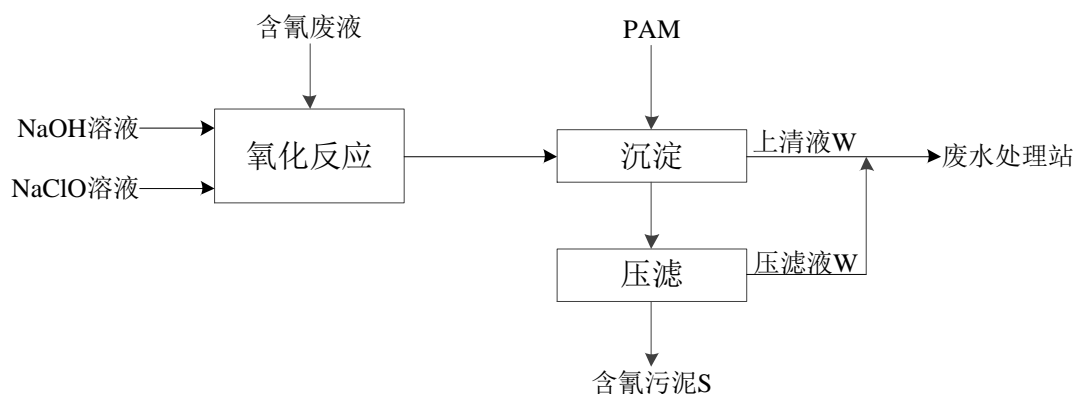 含氰废液
PAM
NaOH溶液
氧化反应
沉淀
上清液W
废水处理站
NaClO溶液
压滤
压滤液W
含氰污泥S